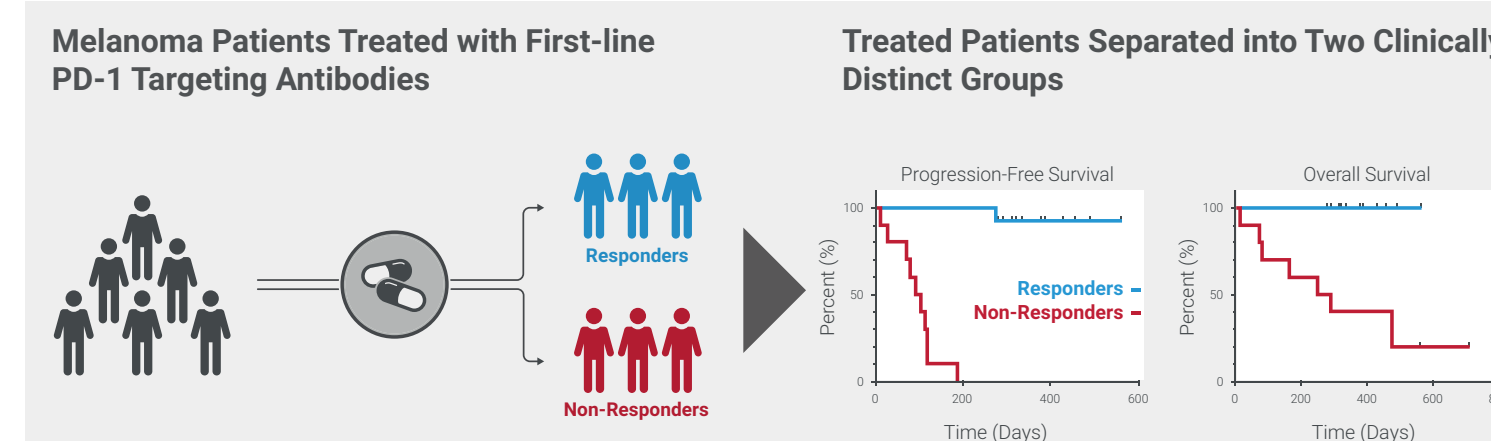 Melanoma Patients Treated with First-line
PD-1 Targeting Antibodies
Responders
Non-Responders
Treated Patients Separated into Two Clinically
Distinct Groups
Progression-Free Survival
Percent (%)
100
50
0
Responders
Non-Responders
0 200 400 600
Time (Days)
Overall Survival
Percent (%)
100
50
0
0 200 400 600
Time (Days)